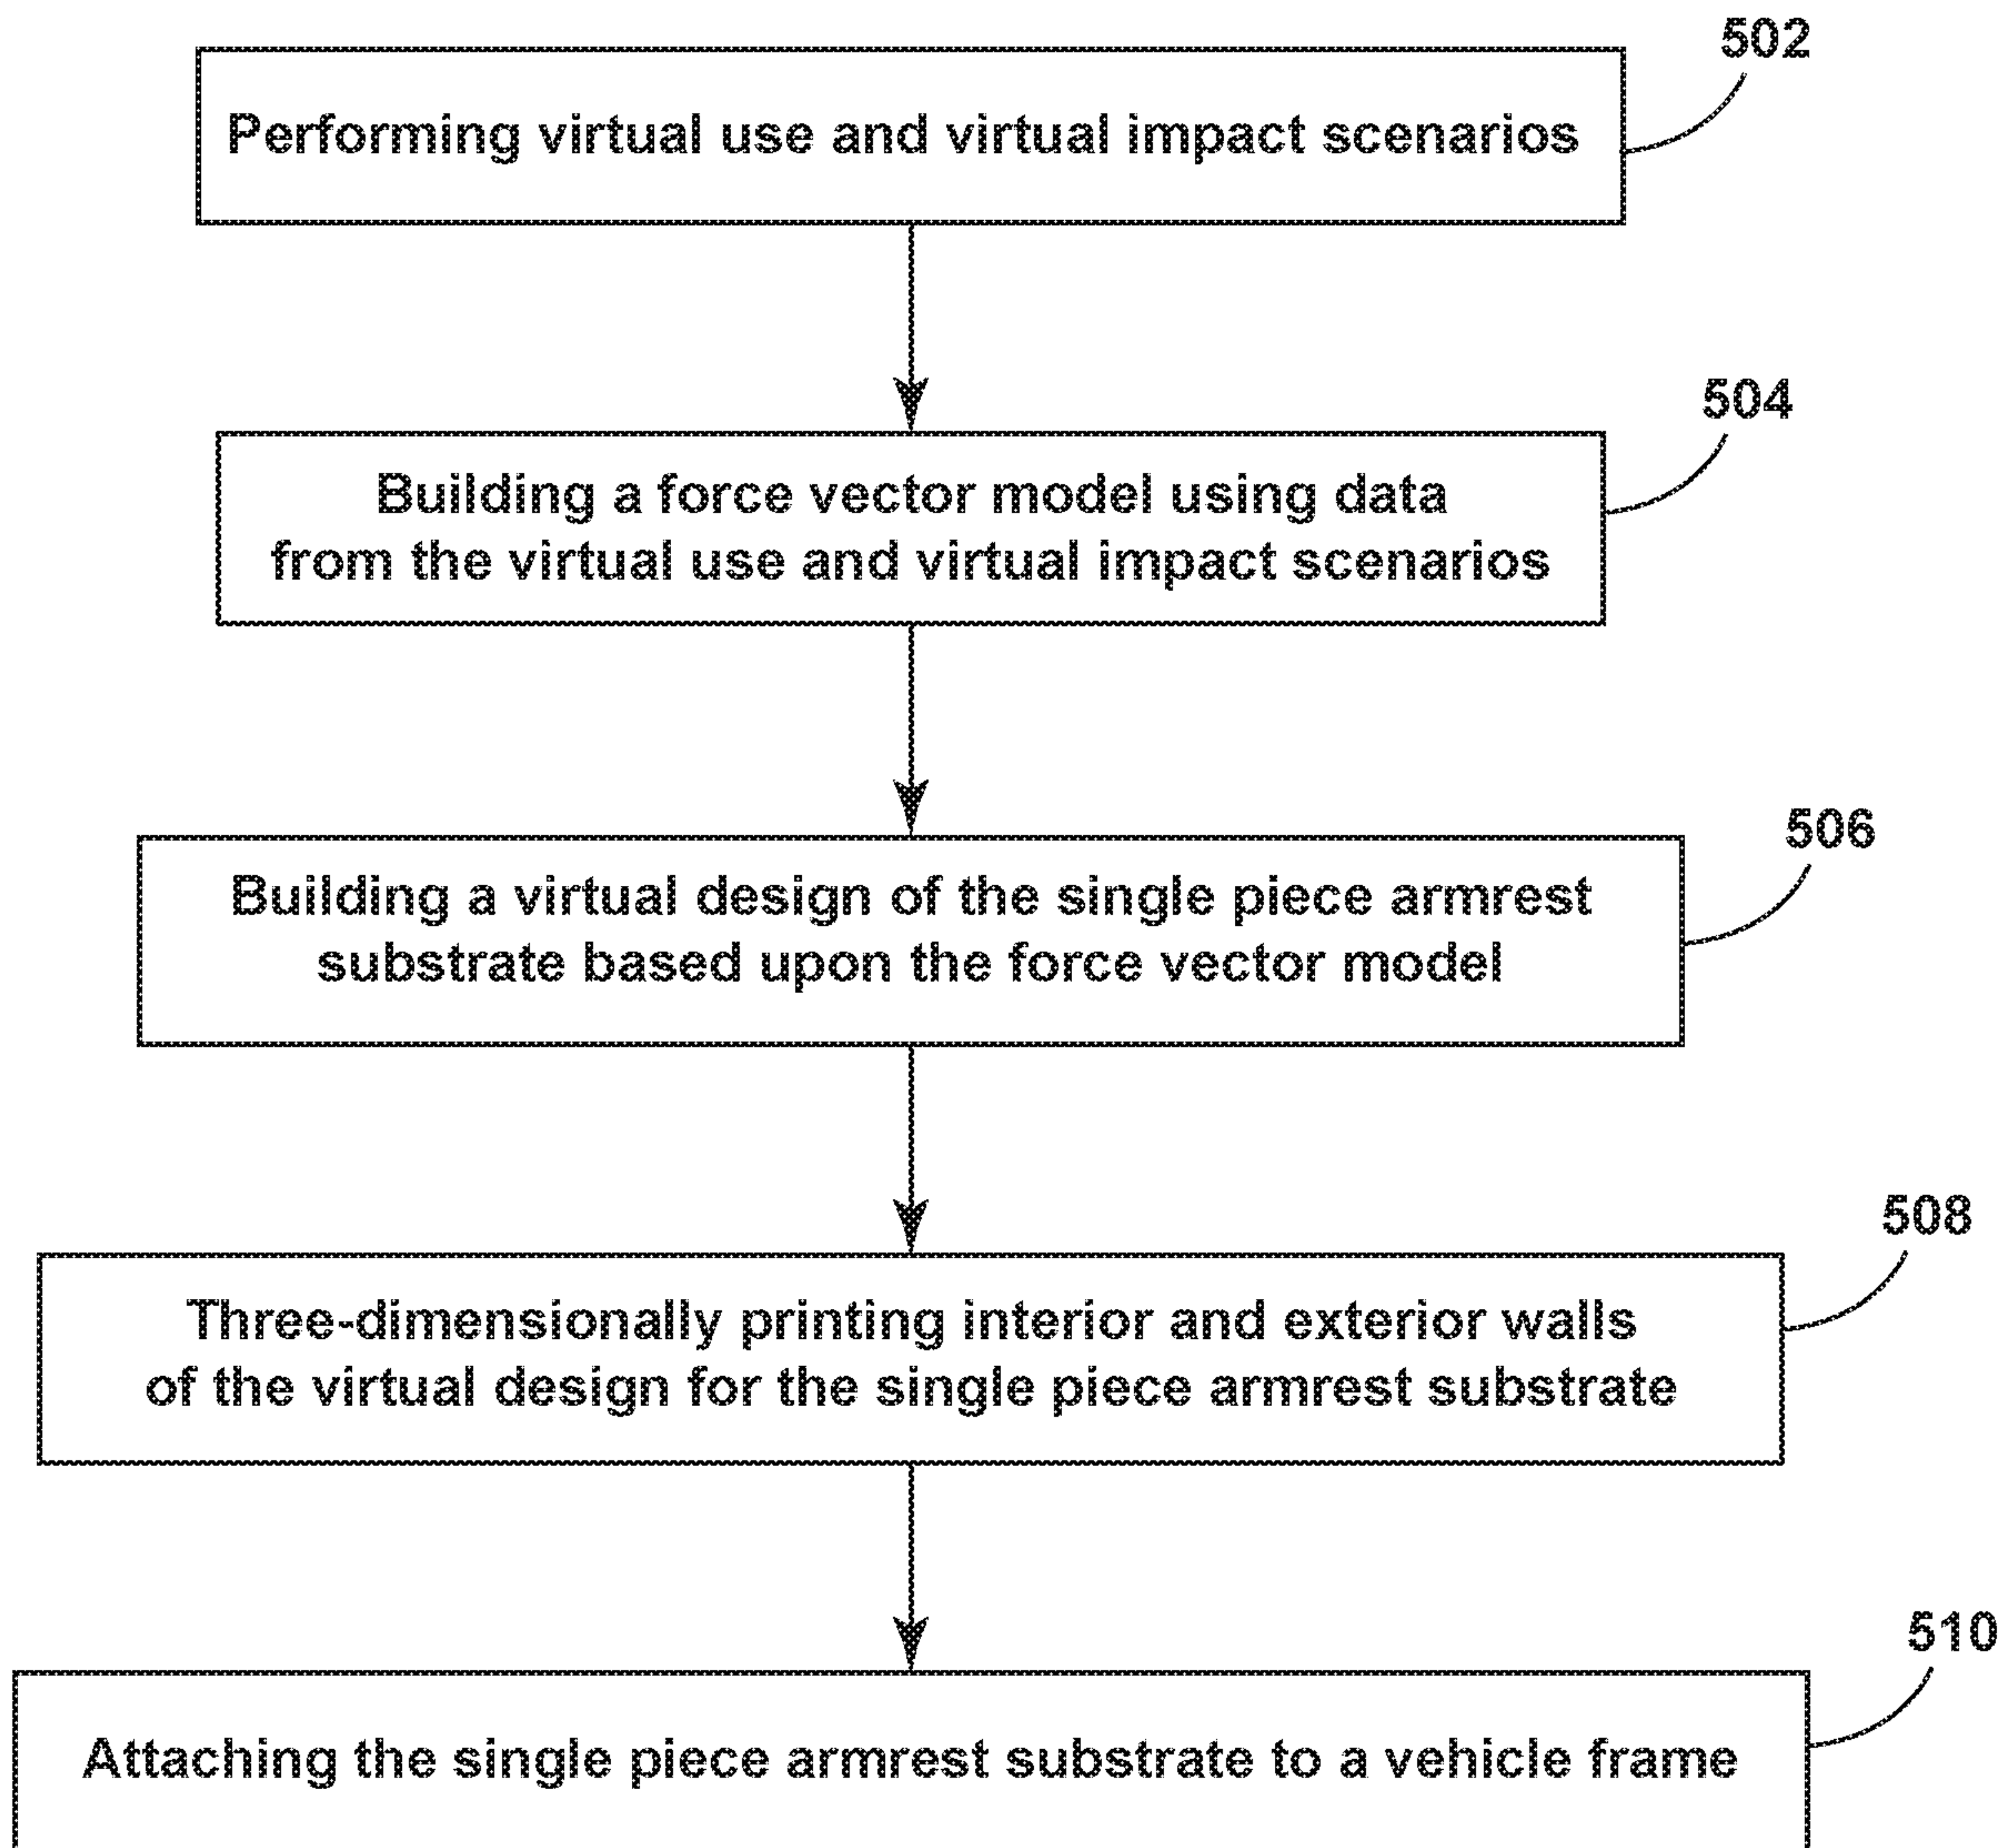 502
Performing virtual use and virtual impact scenarios
504
Building a force vector model using data
from the virtual use and virtual impact scenarios
506
Building a virtual design of the single piece armrest
substrate based upon the force vector model
508
Three-dimensionally printing interior and exterior walls
of the virtual design for the single piece armrest substrate
510
Attaching the single piece armrest substrate to a vehicle frame